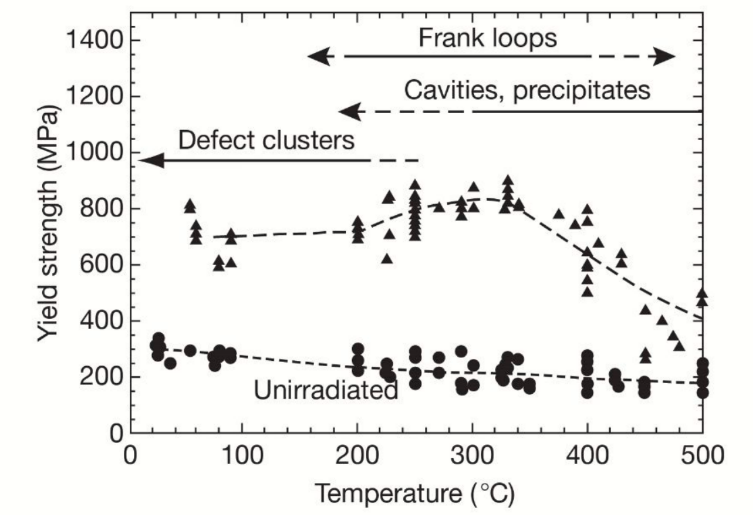 Yield strength (MPa)
1400
1200
1000
800
600
400
200
0
Frank loops
Cavities, precipitates
Defect clusters
Unirradiated
0 100 200 300 400 500
Temperature (°C)